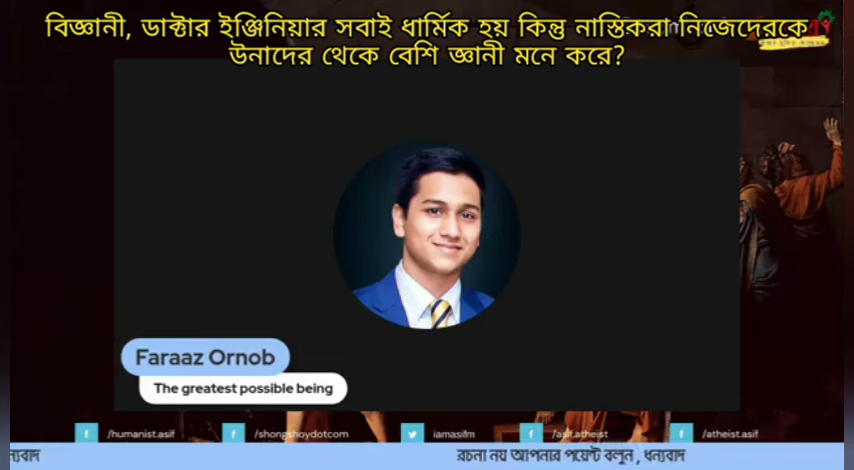 বিজ্ঞানী, ডাক্টার ইঞ্জিনিয়ার সবাই ধার্মিক হয় কিন্তু নাস্তিকরা নিজেদেরকে
উনাদের থেকে বেশি জ্ঞানী মনে করে?
Faraaz Ornob
The greatest possible being
/humanist.asif /shongshoydotcom iamasifm /asif.atheist /atheist.asif
ন্যবাদ রচনা নয় আপনার পয়েন্ট বলুন , ধন্যবাদ